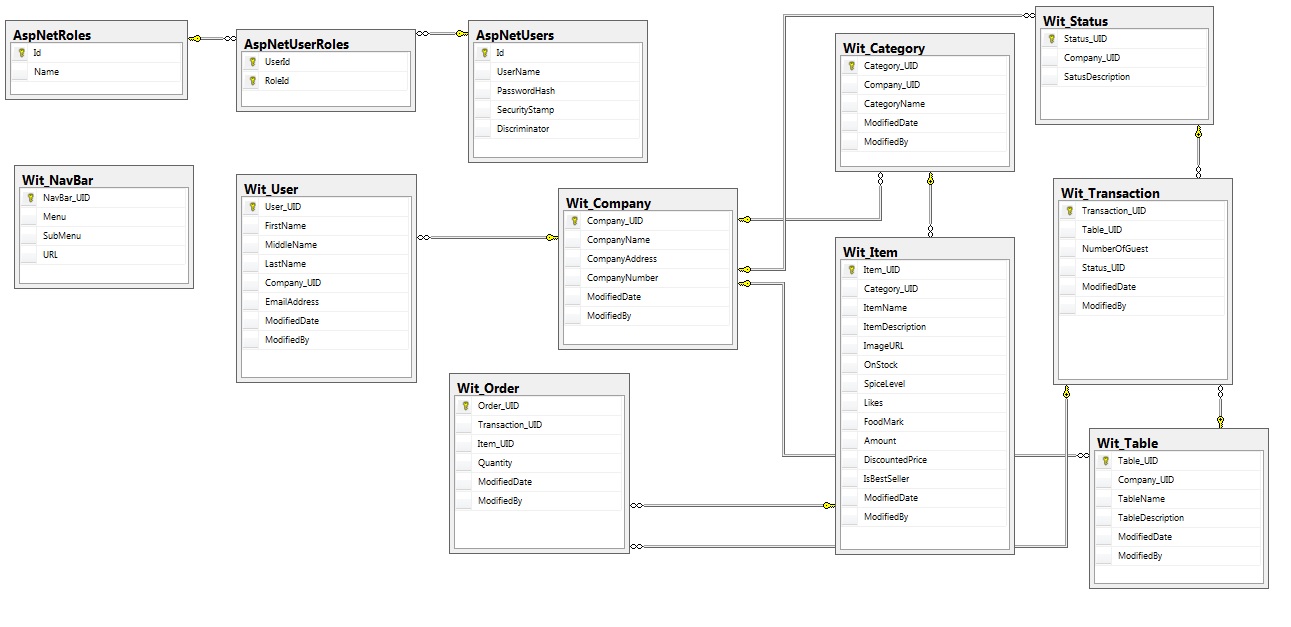 AspNetRoles
Id
Name
AspNetUserRoles
UserId
RoleId
AspNetUsers
Id
UserName
PasswordHash
SecurityStamp
Discriminator
Wit_Category
Category_UID
Company_UID
CategoryName
ModifiedDate
ModifiedBy
Wit_Status
Status_UID
Company_UID
SatusDescription
Wit_NavBar
NavBar_UID
Menu
SubMenu
URL
Wit_User
User_UID
FirstName
MiddleName
LastName
Company_UID
EmailAddress
ModifiedDate
ModifiedBy
Wit_Company
Company_UID
CompanyName
CompanyAddress
CompanyNumber
ModifiedDate
ModifiedBy
Wit_Item
Item_UID
Category_UID
ItemName
ItemDescription
ImageURL
OnStock
SpiceLevel
Likes
FoodMark
Amount
DiscountedPrice
IsBestSeller
ModifiedDate
ModifiedBy
Wit_Transaction
Transaction_UID
Table_UID
NumberOfGuest
Status_UID
ModifiedDate
ModifiedBy
Wit_Order
Order_UID
Transaction_UID
Item_UID
Quantity
ModifiedDate
ModifiedBy
Wit_Table
Table_UID
Company_UID
TableName
TableDescription
ModifiedDate
ModifiedBy